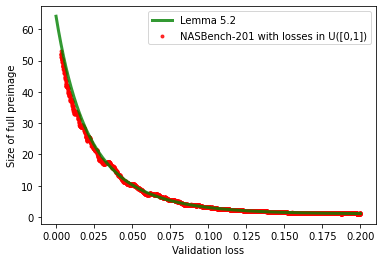 Lemma 5.2
NASBench-201 with losses in U([0,1])
Size of full preimage
60
50
40
30
20
10
0
0.000 0.025 0.050 0.075 0.100 0.125 0.150 0.175 0.200
Validation loss